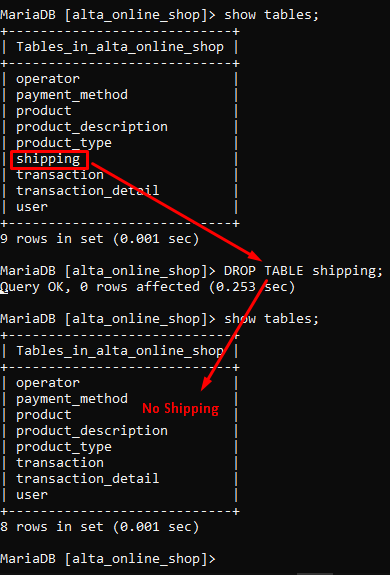 MariaDB [alta_online_shop]> show tables;
+----------------------------+
| Tables_in_alta_online_shop |
+----------------------------+
| operator                   |
| payment_method             |
| product                    |
| product_description        |
| product_type               |
| shipping                   |
| transaction                |
| transaction_detail         |
| user                       |
+----------------------------+
9 rows in set (0.001 sec)
MariaDB [alta_online_shop]> DROP TABLE shipping;
Query OK, 0 rows affected (0.253 sec)
MariaDB [alta_online_shop]> show tables;
+----------------------------+
| Tables_in_alta_online_shop |
+----------------------------+
| operator                   |
| payment_method             |
| product                    |
No Shipping
| product_description        |
| product_type               |
| transaction                |
| transaction_detail         |
| user                       |
+----------------------------+
8 rows in set (0.001 sec)
MariaDB [alta_online_shop]>